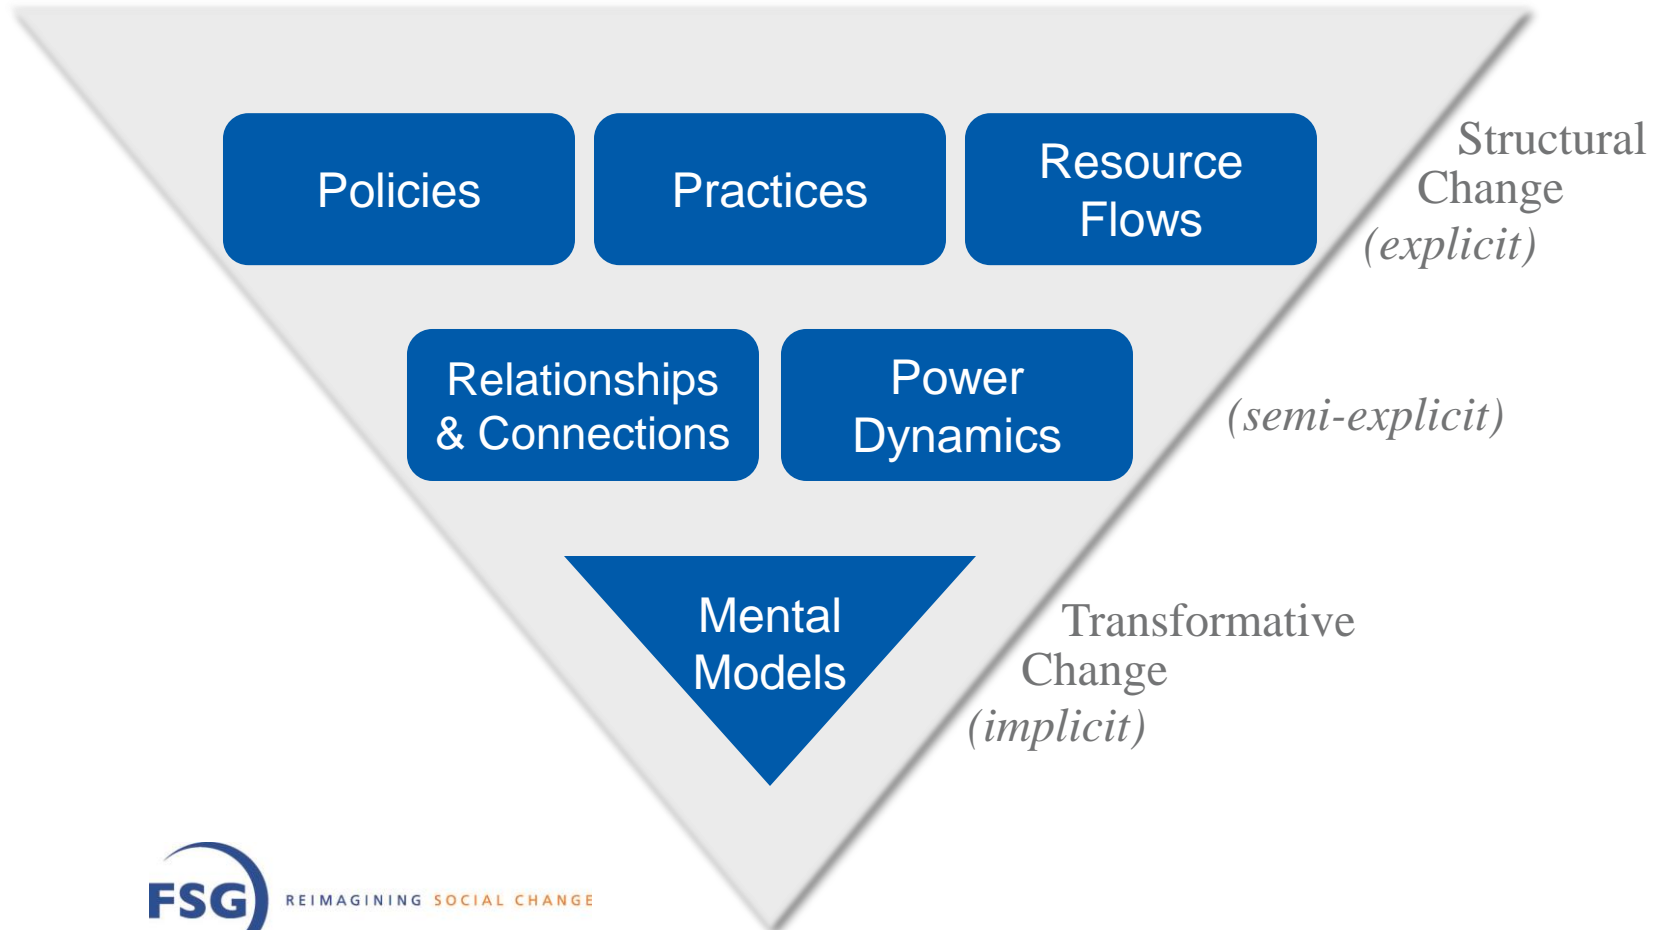 Policies
Practices
Resource
Flows
Structural
Change
(explicit)
Relationships
& Connections
Power
Dynamics
(semi-explicit)
Mental
Models
Transformative
Change
(implicit)
FSG
REIMAGINING SOCIAL CHANGE